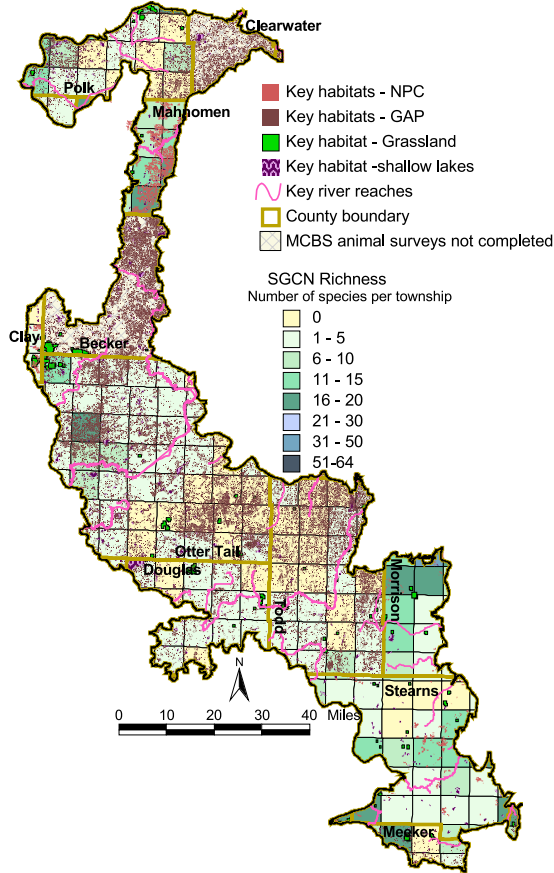 Clearwater
Polk
Mahnomen
Key habitats - NPC
Key habitats - GAP
Key habitat - Grassland
Key habitat -shallow lakes
Key river reaches
County boundary
MCBS animal surveys not completed
SGCN Richness
Number of species per township
0
1 - 5
6 - 10
11 - 15
16 - 20
21 - 30
31 - 50
51-64
Clay
Becker
Otter Tail
Douglas
Todd
Morrison
N
Stearns
Miles
0 10 20 30 40
Meeker